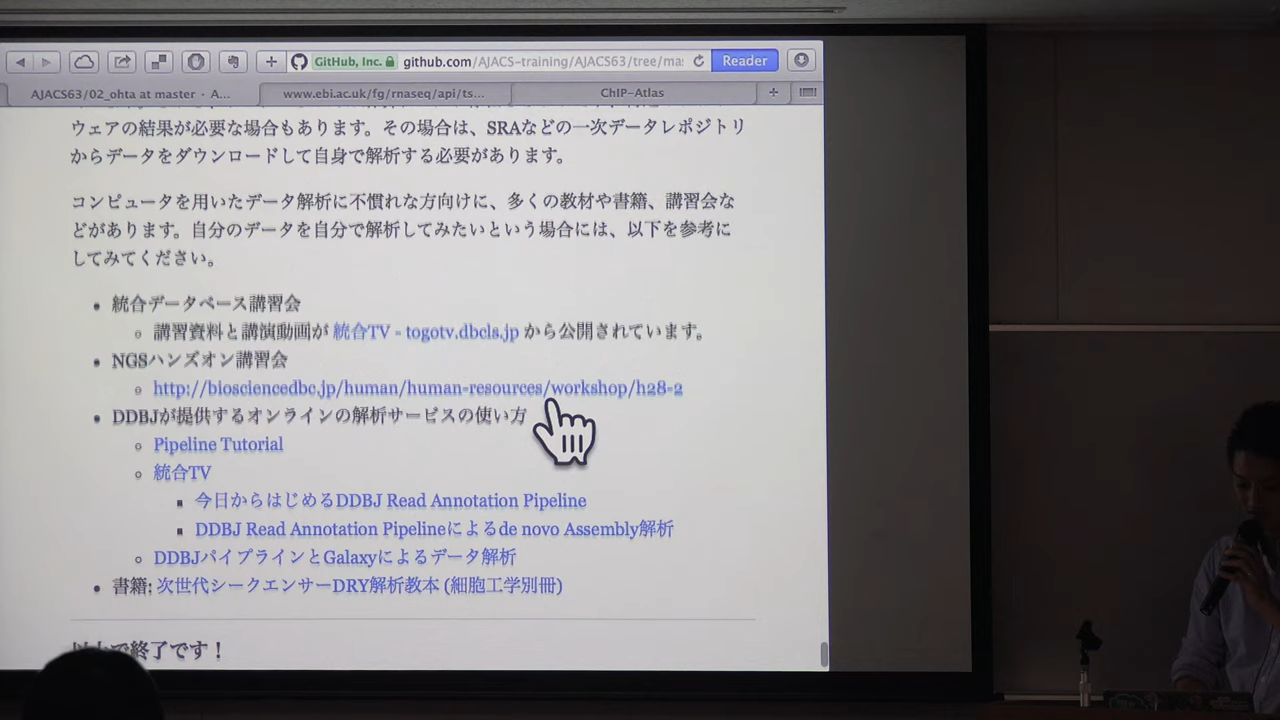 GitHub, Inc. github.com/AJACS-training/AJACS63/tree/mas
Reader
AJACS63/02_ohta at master · A...
www.ebi.ac.uk/fg/rnaseq/api/ts...
ChIP-Atlas
ウェアの結果が必要な場合もあります。その場合は、SRAなどの一次データレポジトリ
からデータをダウンロードして自身で解析する必要があります。
コンピュータを用いたデータ解析に不慣れな方向けに、多くの教材や書籍、講習会な
どがあります。自分のデータを自分で解析してみたいという場合には、以下を参考に
してみてください。
統合データベース講習会
講習資料と講演動画が 統合TV - togotv.dbcls.jp から公開されています。
NGSハンズオン講習会
http://biosciencedbc.jp/human/human-resources/workshop/h28-2
DDBJが提供するオンラインの解析サービスの使い方
Pipeline Tutorial
統合TV
今日からはじめるDDBJ Read Annotation Pipeline
DDBJ Read Annotation Pipelineによるde novo Assembly解析
DDBJパイプラインとGalaxyによるデータ解析
書籍: 次世代シークエンサーDRY解析教本 (細胞工学別冊)
以上で終了です！